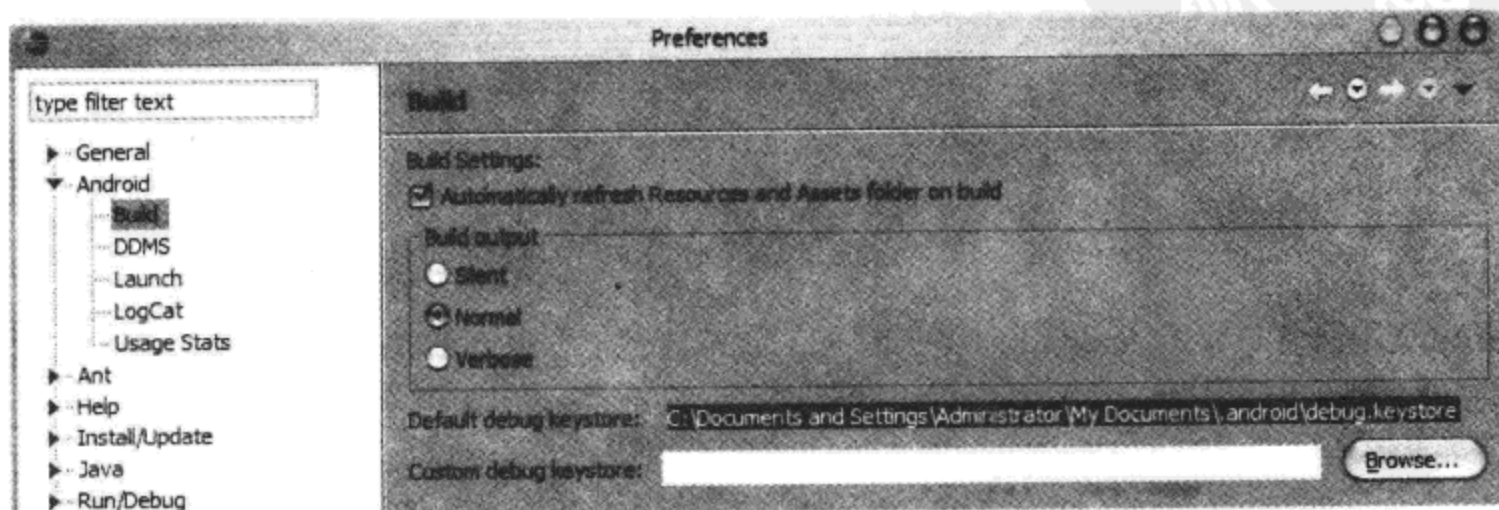 Preferences
type filter text
General
Android
Build
DDMS
Launch
LogCat
Usage Stats
Ant
Help
Install/Update
Java
Run/Debug
Build
Build Settings:
Automatically refresh Resources and Assets folder on build
Build output
Silent
Normal
Verbose
Default debug keystore: C:\Documents and Settings\Administrator\My Documents\.android\debug.keystore
Custom debug keystore: Browse...